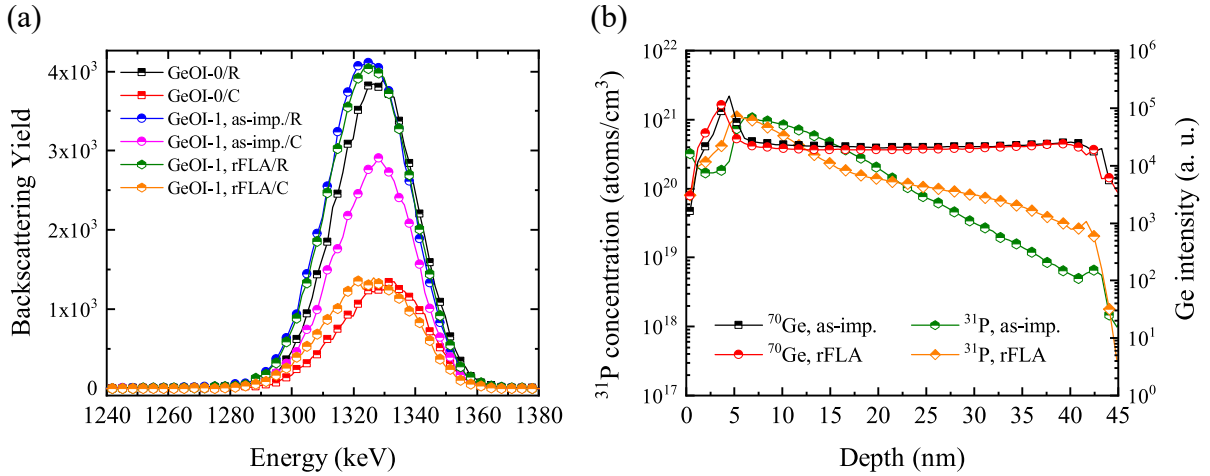 (a)
Backscattering Yield
4x10³
3x10³
2x10³
1x10³
0
GeOI-0/R
GeOI-0/C
GeOI-1, as-imp./R
GeOI-1, as-imp./C
GeOI-1, rFLA/R
GeOI-1, rFLA/C
1240 1260 1280 1300 1320 1340 1360 1380
Energy (keV)
(b)
³¹P concentration (atoms/cm³)
10²²
10²¹
10²⁰
10¹⁹
10¹⁸
10¹⁷
⁷⁰Ge, as-imp. ³¹P, as-imp.
⁷⁰Ge, rFLA ³¹P, rFLA
0 5 10 15 20 25 30 35 40 45
Depth (nm)
10⁶
10⁵
10⁴
10³
10²
10¹
10⁰
Ge intensity (a. u.)